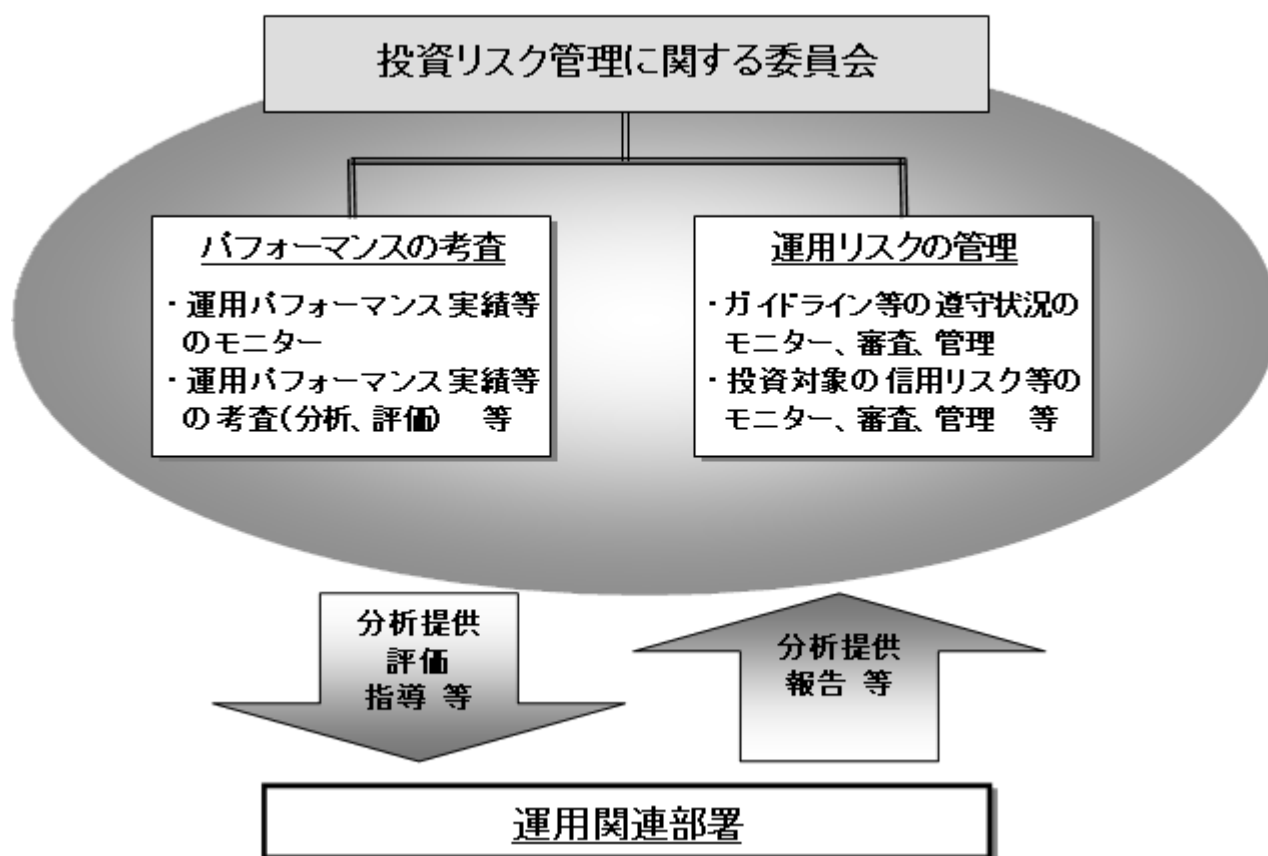 投資リスク管理に関する委員会
パフォーマンスの考査
・運用パフォーマンス実績等
のモニター
・運用パフォーマンス実績等
の考査(分析、評価) 等
運用リスクの管理
・ガイドライン等の遵守状況の
モニター、審査、管理
・投資対象の信用リスク等の
モニター、審査、管理 等
分析提供
評価
指導 等
分析提供
報告 等
運用関連部署